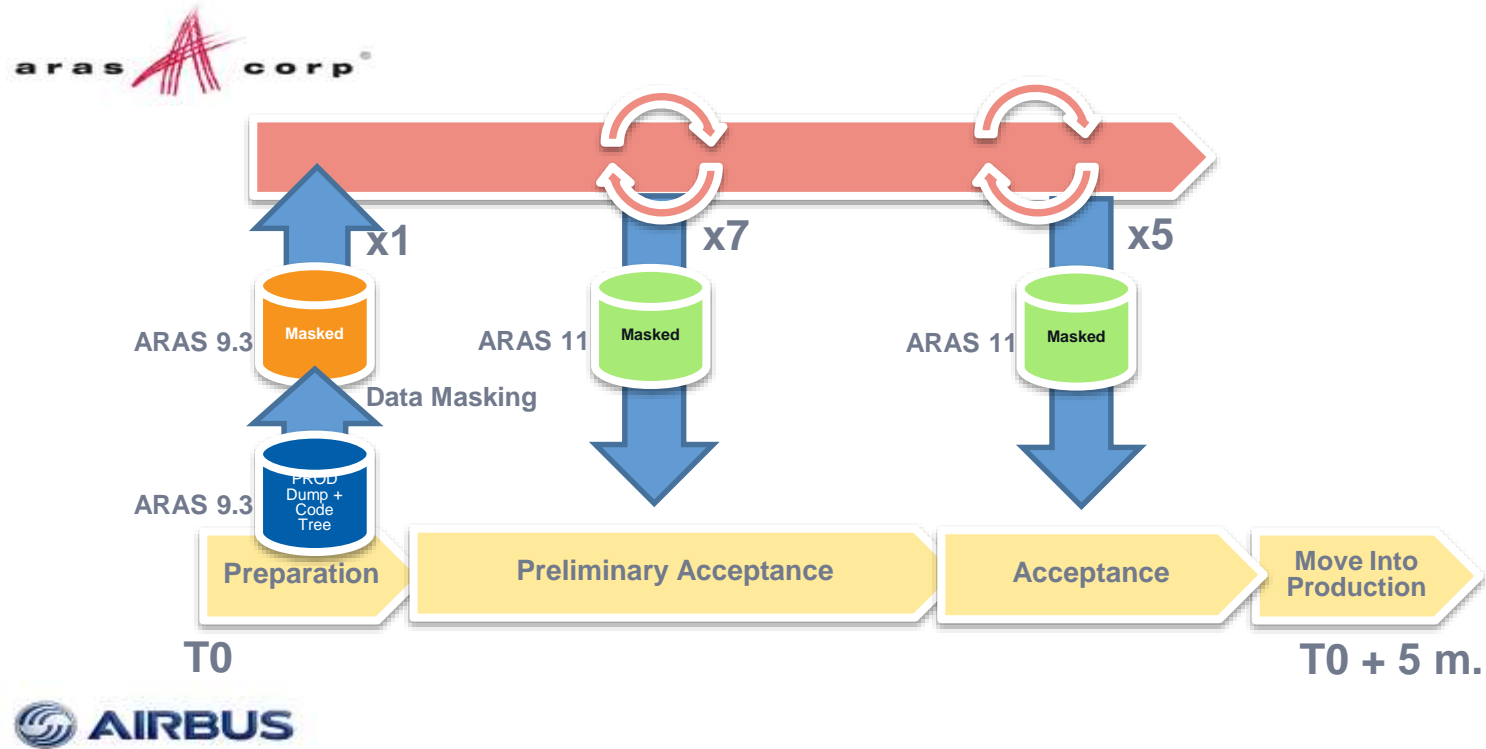 aras corp®
x1
x7
x5
ARAS 9.3
Masked
ARAS 11
Masked
ARAS 11
Masked
Data Masking
ARAS 9.3
PROD
Dump +
Code
Tree
Preparation
Preliminary Acceptance
Acceptance
Move Into
Production
T0
T0 + 5 m.
AIRBUS